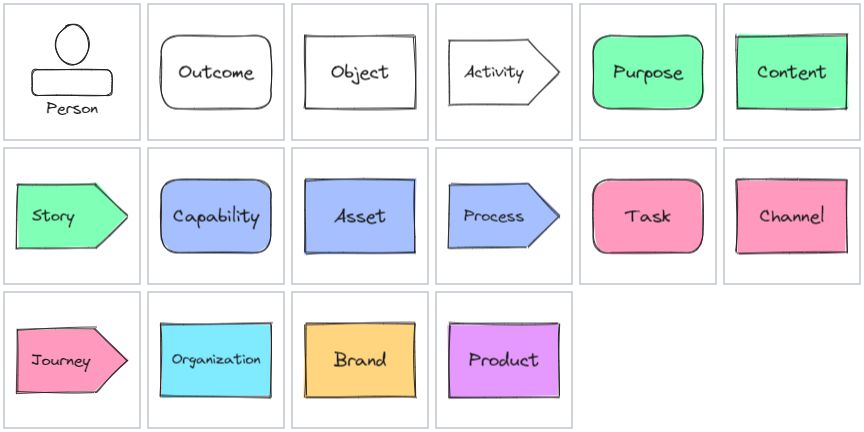 Person
Outcome
Object
Activity
Purpose
Content
Story
Capability
Asset
Process
Task
Channel
Journey
Organization
Brand
Product